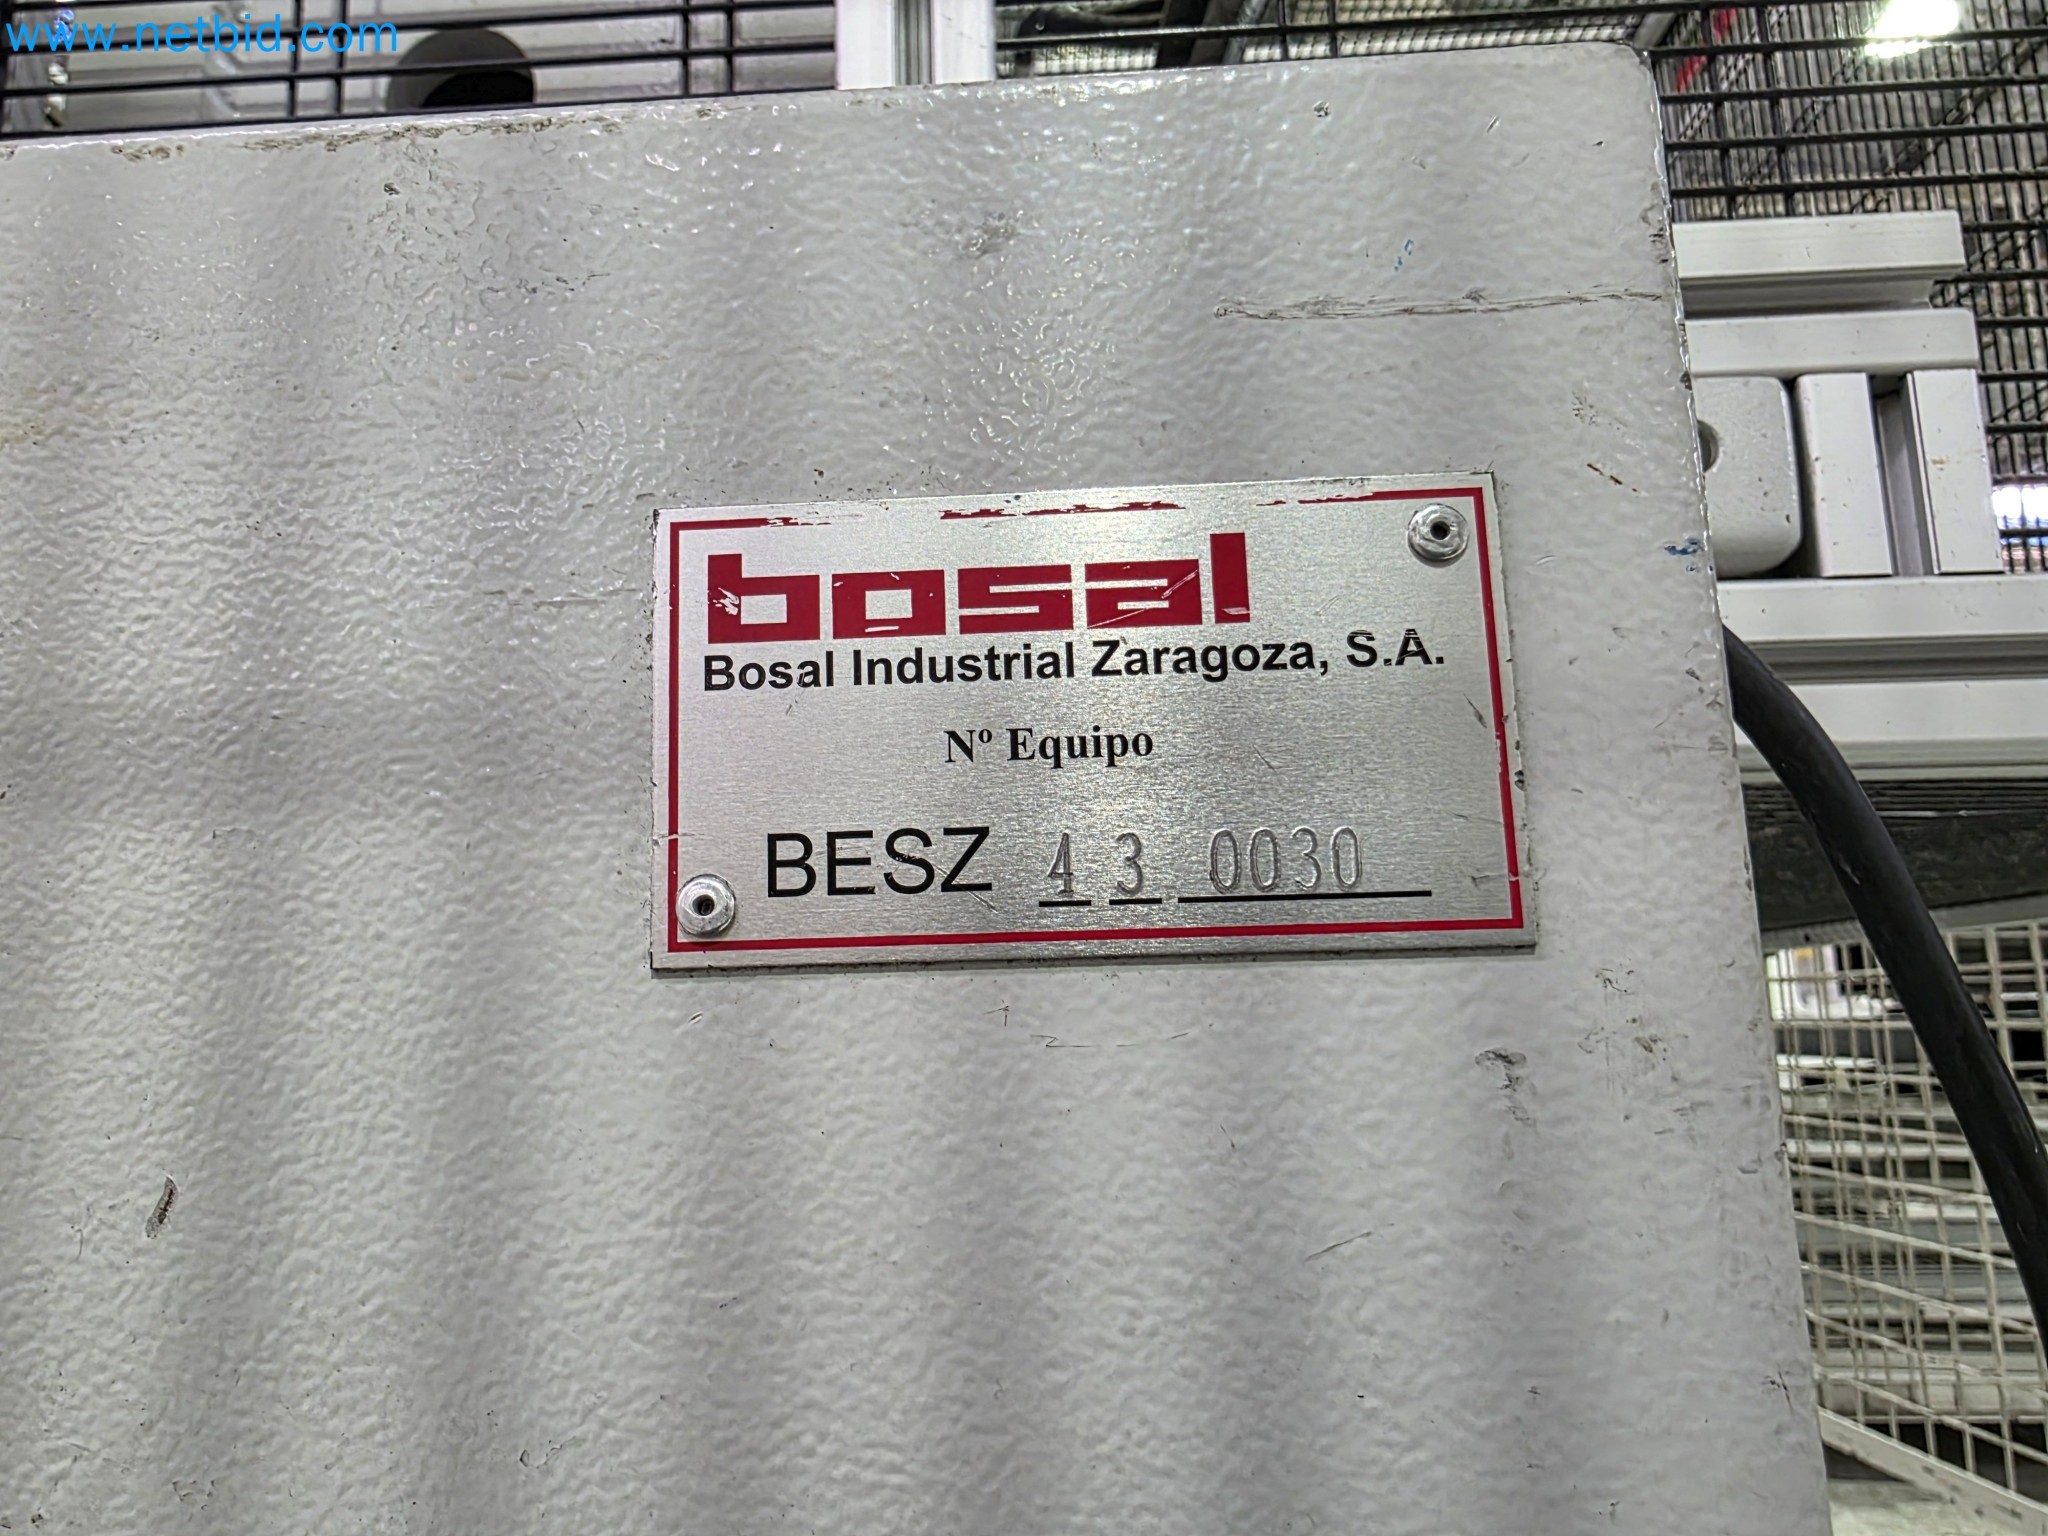 www.netbid.com
bosal
Bosal Industrial Zaragoza, S.A.
Nº Equipo
BESZ 4 3 0030